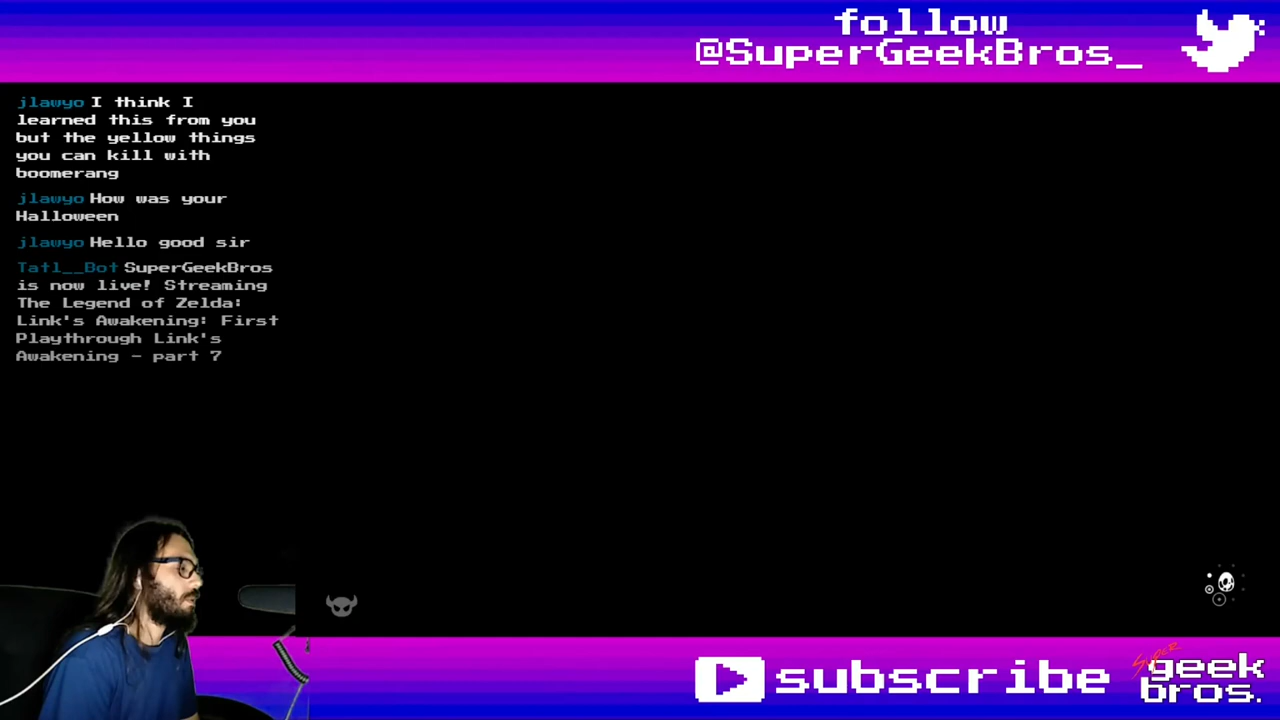 follow
@SuperGeekBros_
jlawyo I think I
learned this from you
but the yellow things
you can kill with
boomerang
jlawyo How was your
Halloween
jlawyo Hello good sir
Tatl__Bot SuperGeekBros
is now live! Streaming
The Legend of Zelda:
Link's Awakening: First
Playthrough Link's
Awakening - part 7
subscribe
SUPER
geek
bros.